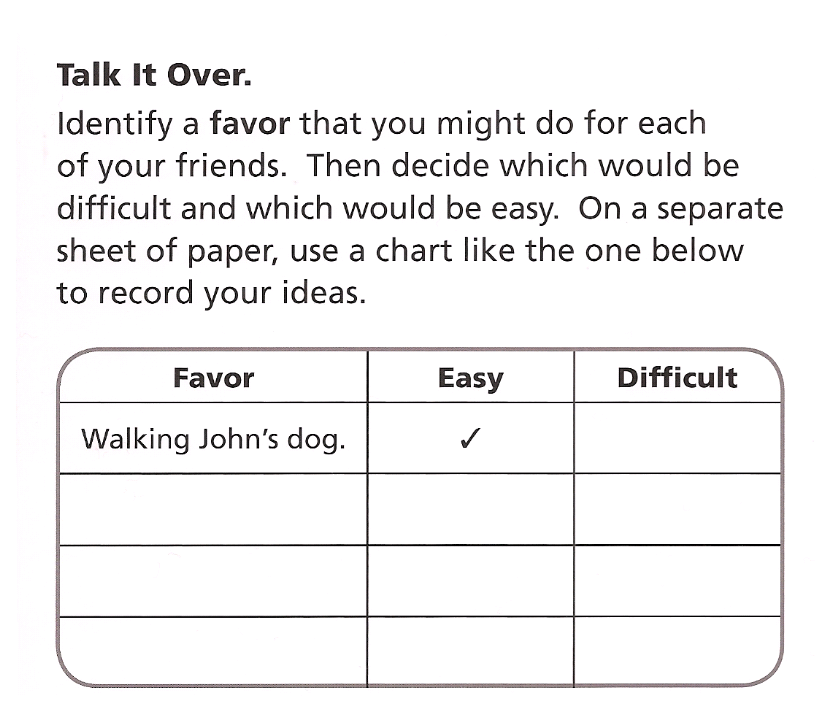 Talk It Over.
Identify a favor that you might do for each
of your friends.  Then decide which would be
difficult and which would be easy.  On a separate
sheet of paper, use a chart like the one below
to record your ideas.
Favor Easy Difficult
Walking John's dog. ✓